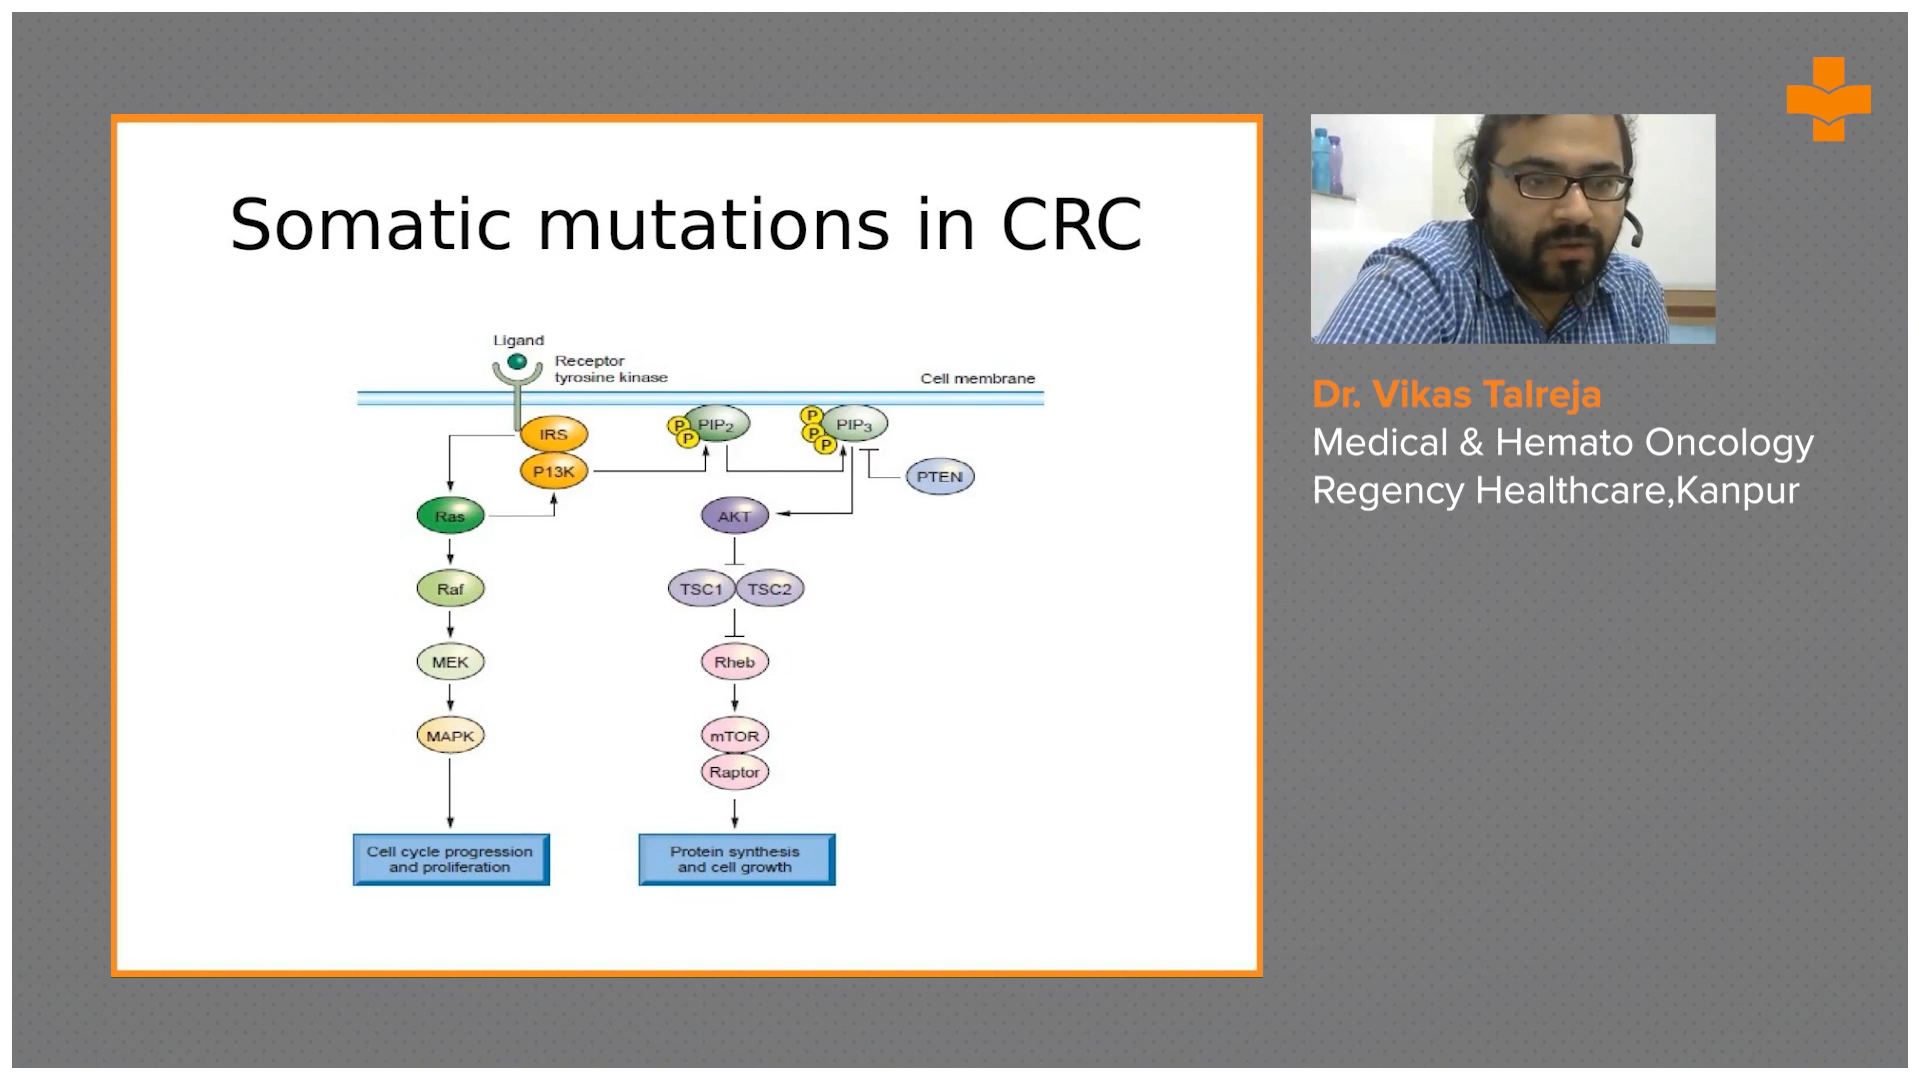 Somatic mutations in CRC
Ligand
Receptor
tyrosine kinase
Cell membrane
IRS
P13K
P
P
PIP2
P
P
P
PIP3
PTEN
Ras
AKT
Raf
TSC1
TSC2
MEK
Rheb
MAPK
mTOR
Raptor
Cell cycle progression
and proliferation
Protein synthesis
and cell growth
Dr. Vikas Talreja
Medical & Hemato Oncology
Regency Healthcare,Kanpur